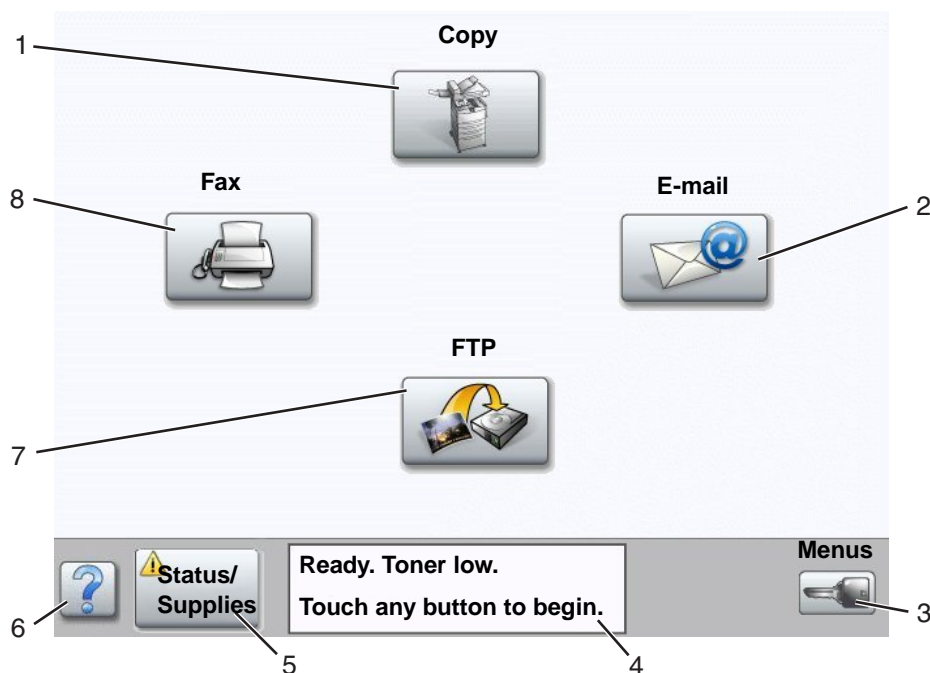 Copy
1
Fax
E-mail
8
2
FTP
7
Menus
Status/
Supplies
Ready. Toner low.
Touch any button to begin.
3
6
5
4